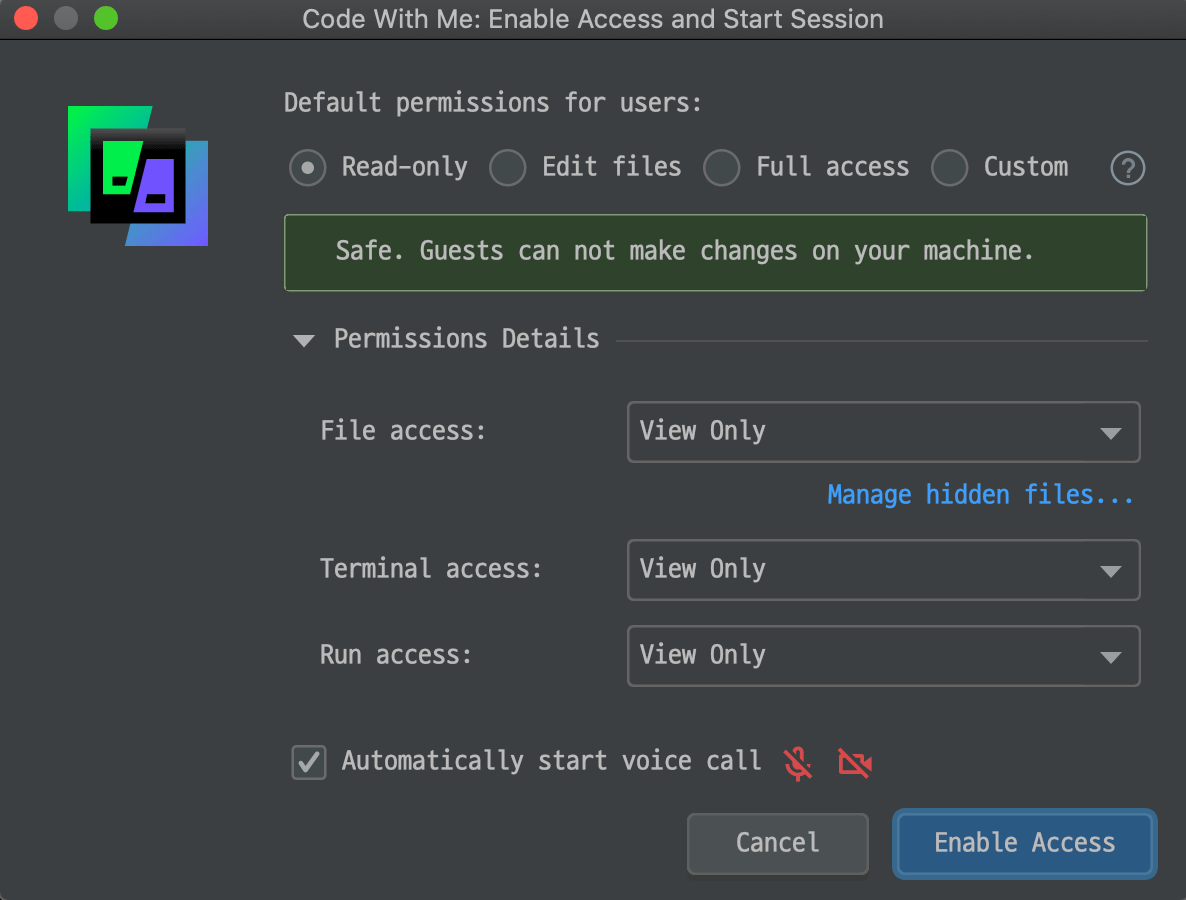 Code With Me: Enable Access and Start Session
Default permissions for users:
Read-only Edit files Full access Custom ?
Safe. Guests can not make changes on your machine.
Permissions Details
File access: View Only
Manage hidden files...
Terminal access: View Only
Run access: View Only
Automatically start voice call
Cancel Enable Access